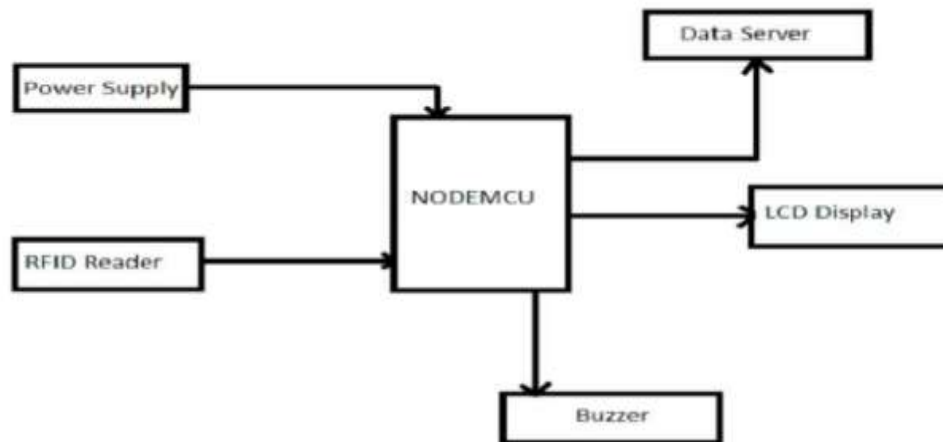 Data Server
Power Supply
NODEMCU
LCD Display
RFID Reader
Buzzer